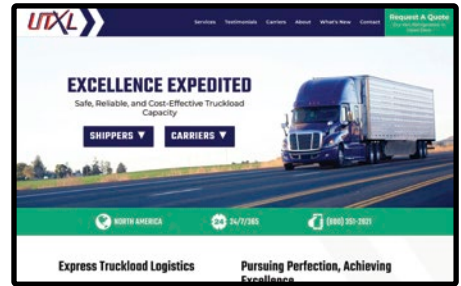 UTXL
Services Testimonials Carriers About What's New Contact
Request A Quote
EXCELLENCE EXPEDITED
Safe, Reliable, and Cost-Effective Truckload
Capacity
SHIPPERS ▼ CARRIERS ▼
NORTH AMERICA 24 24/7/365 (800) 351-2821
Express Truckload Logistics
Pursuing Perfection, Achieving
Excellence